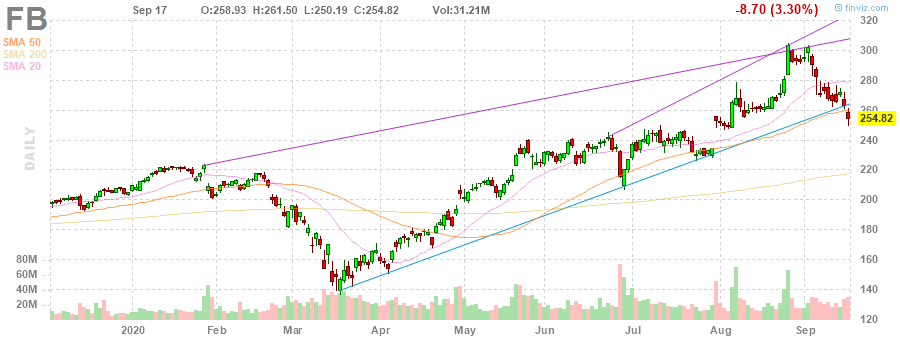 FB
Sep 17 O:258.93 H:261.50 L:250.19 C:254.82 Vol:31.21M
-8.70 (3.30%)
© finviz.com
SMA 50
SMA 200
SMA 20
DAILY
320
300
280
260
254.82
240
220
200
180
160
140
120
80M
60M
40M
20M
2020 Feb Mar Apr May Jun Jul Aug Sep